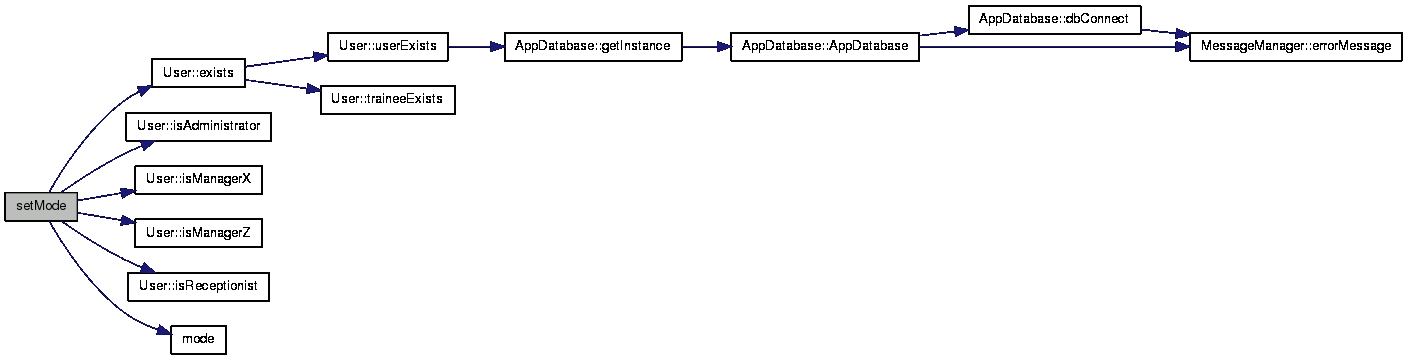 AppDatabase::dbConnect
User::userExists
AppDatabase::getInstance
AppDatabase::AppDatabase
MessageManager::errorMessage
User::exists
User::traineeExists
User::isAdministrator
User::isManagerX
setMode
User::isManagerZ
User::isReceptionist
mode